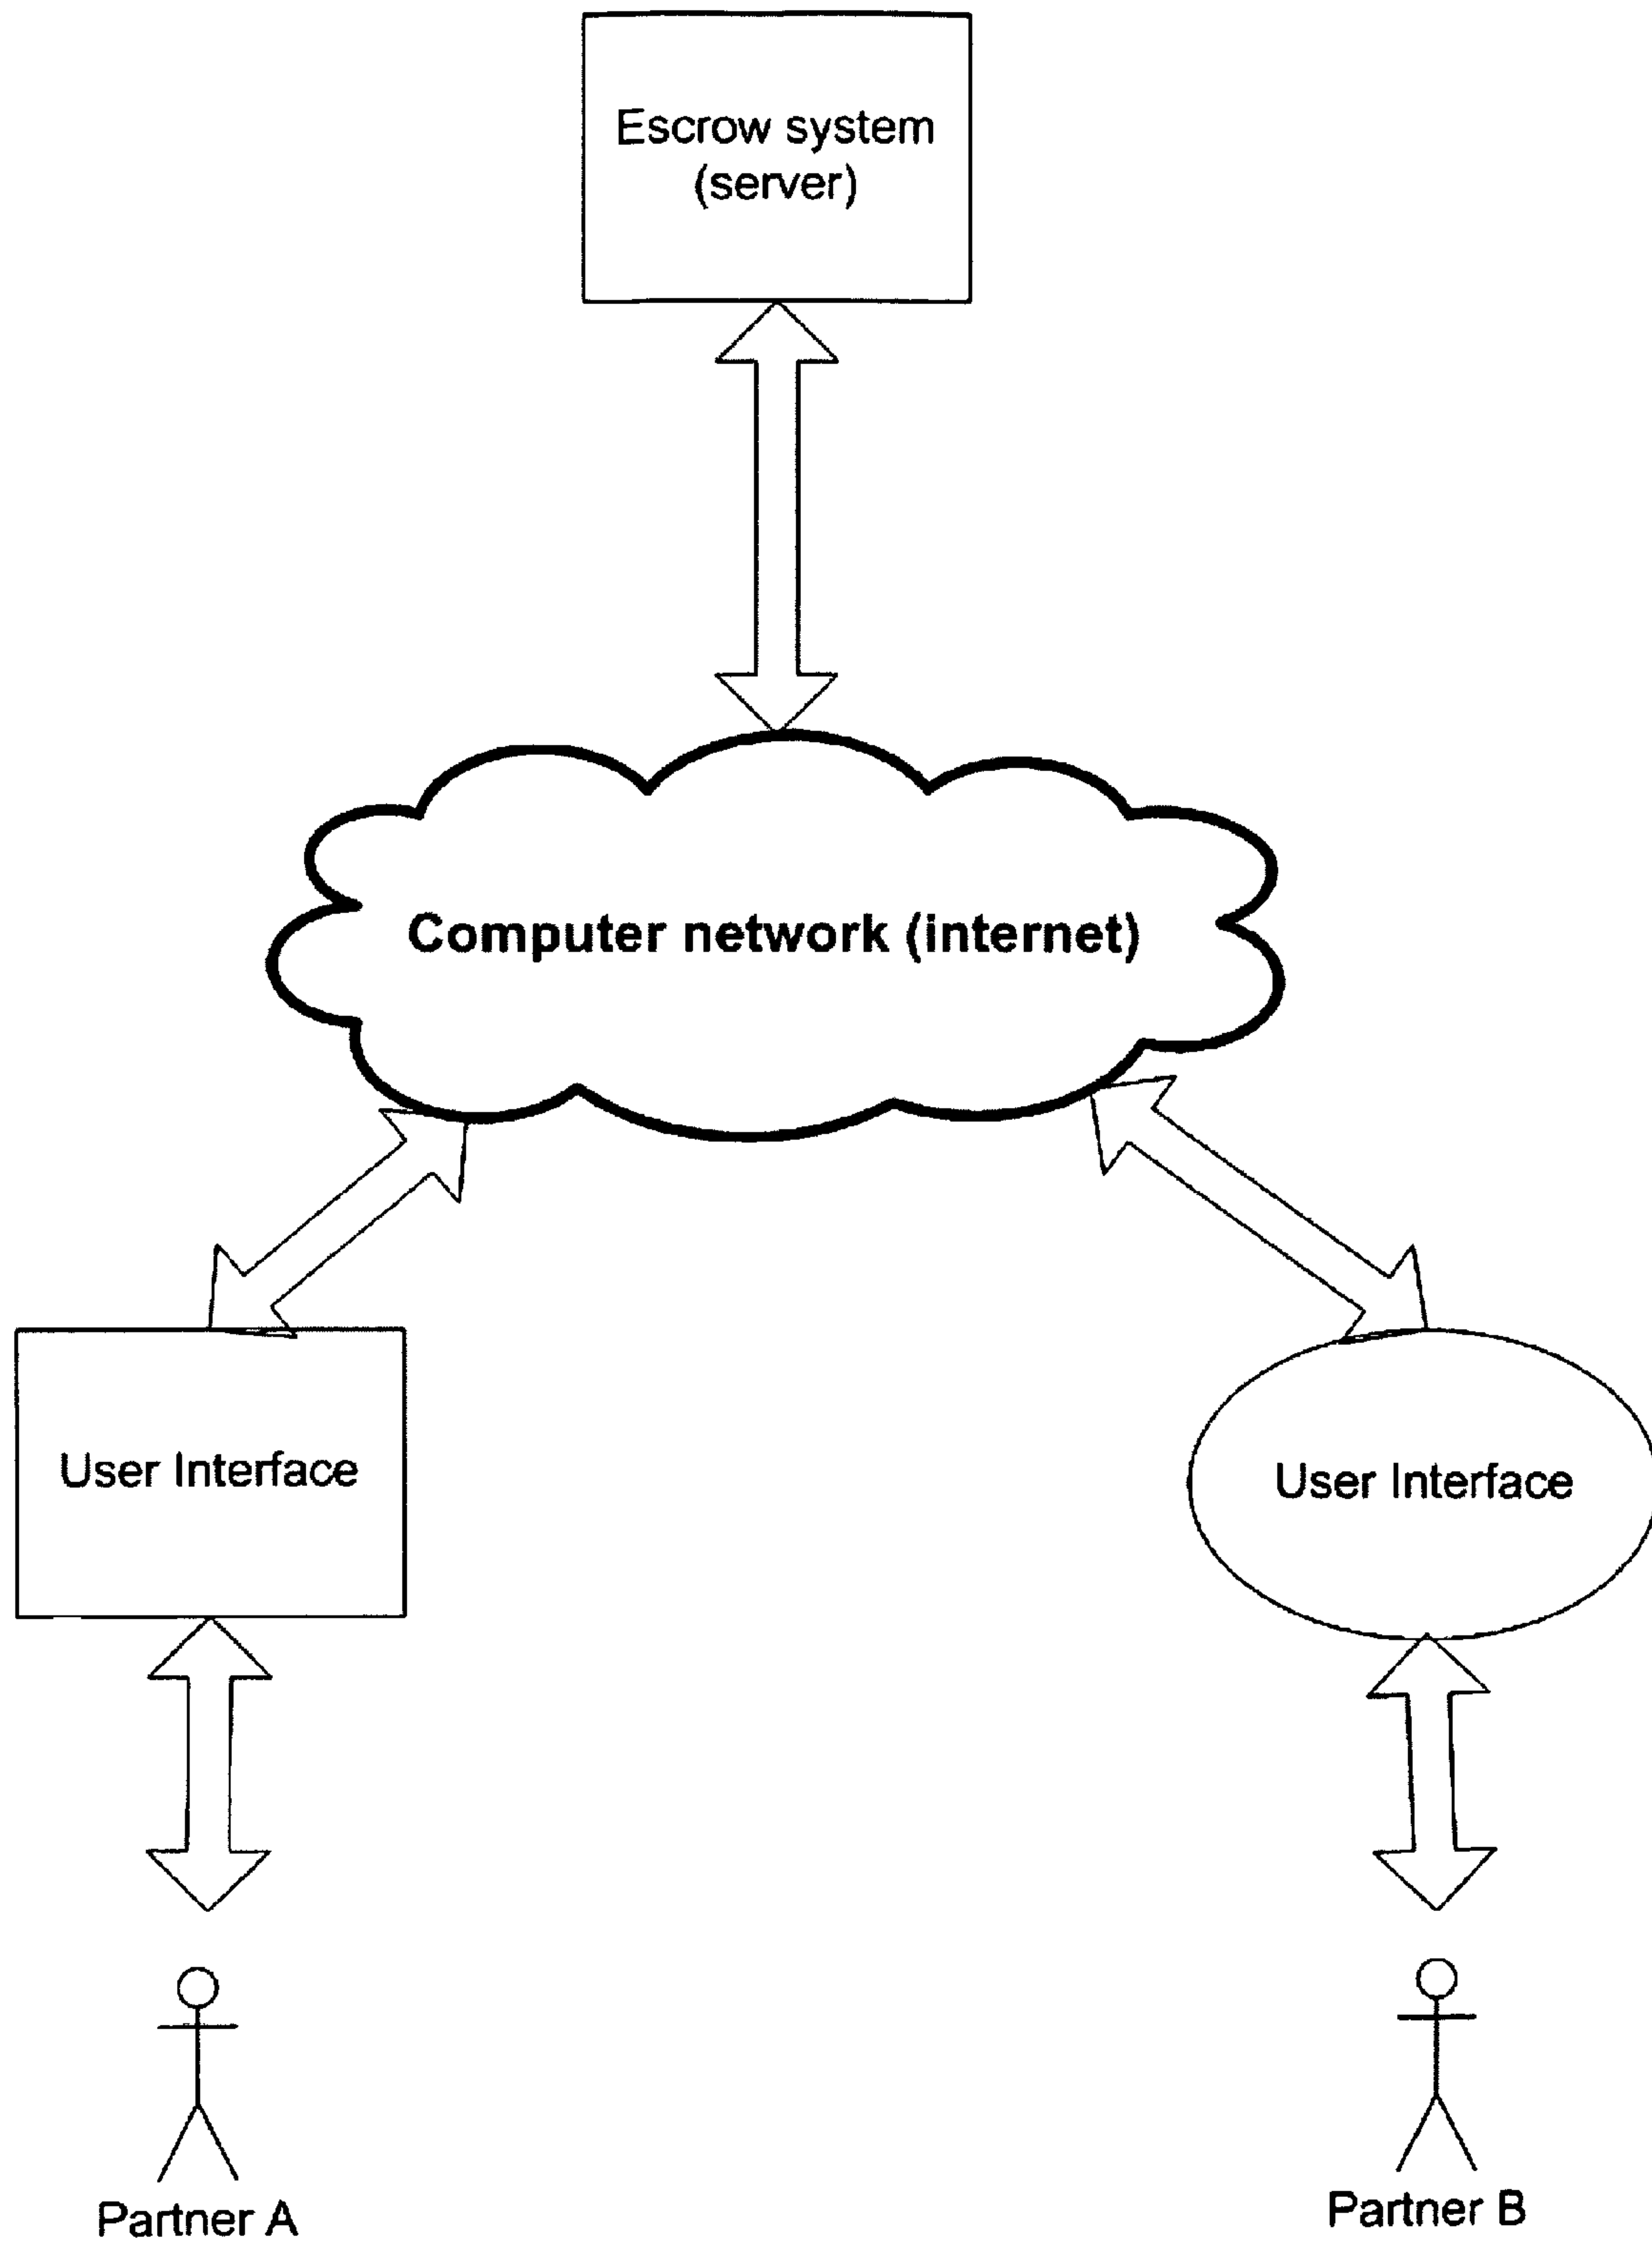 Escrow system
(server)
Computer network (internet)
User Interface
User Interface
Partner A
Partner B